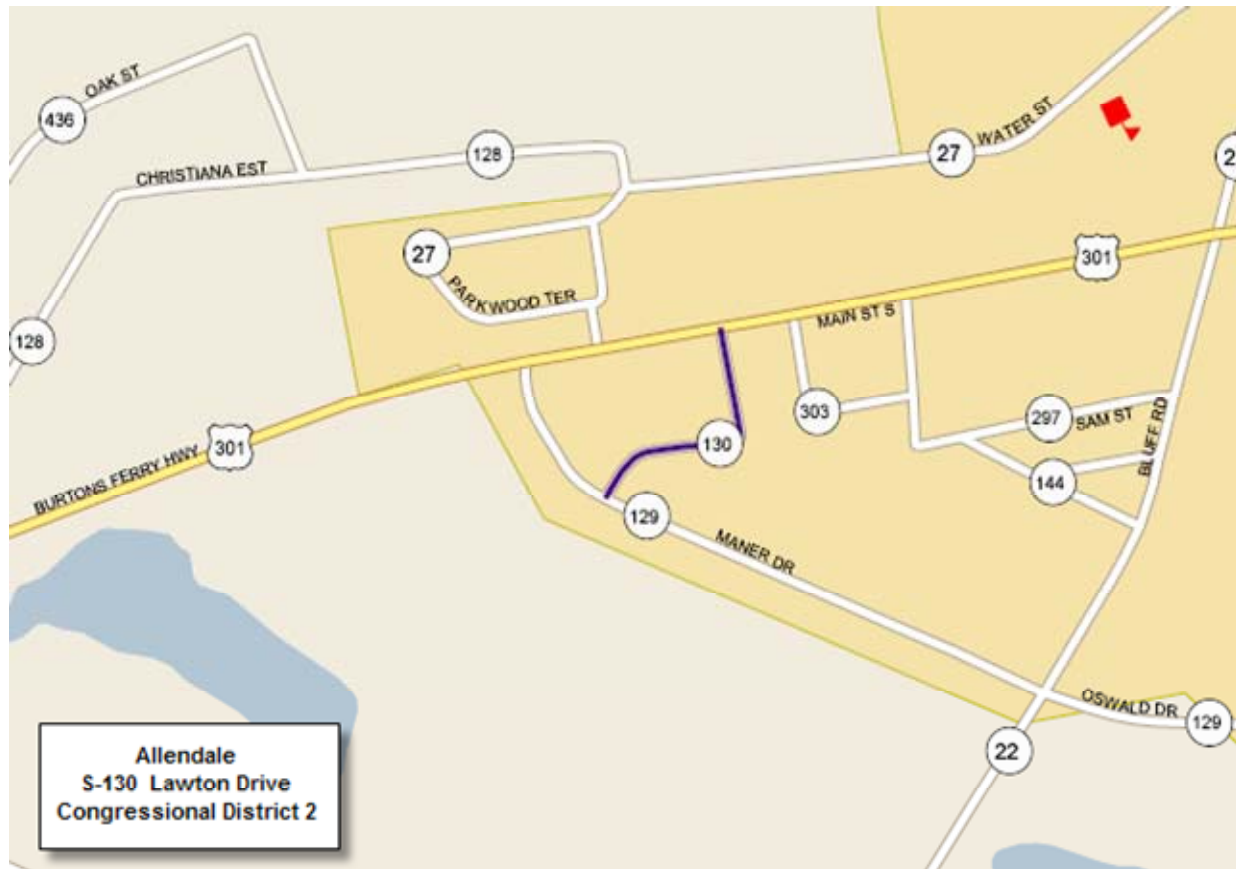 OAK ST
436
CHRISTIANA EST
128
27
WATER ST
2
27
PARKWOOD TER
301
MAIN ST S
128
303
297
SAM ST
BLUFF RD
130
144
301
BURTONS FERRY HWY
129
MANER DR
OSWALD DR
129
22
Allendale
S-130 Lawton Drive
Congressional District 2